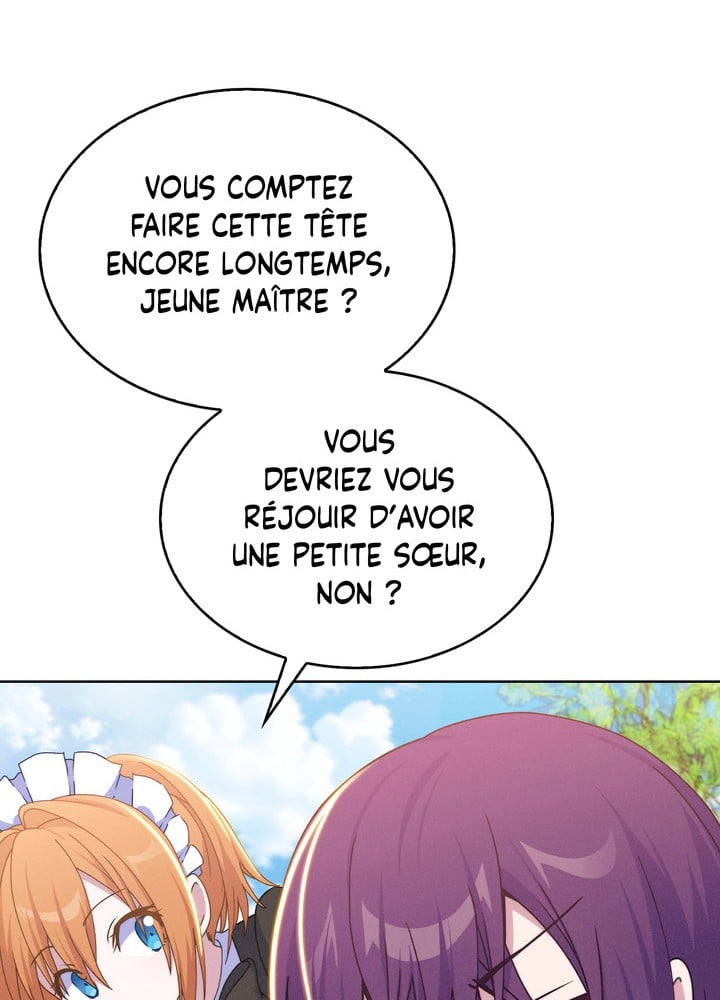 VOUS COMPTEZ
FAIRE CETTE TÊTE
ENCORE LONGTEMPS,
JEUNE MAÎTRE ?
VOUS
DEVRIEZ VOUS
RÉJOUIR D'AVOIR
UNE PETITE SŒUR,
NON ?